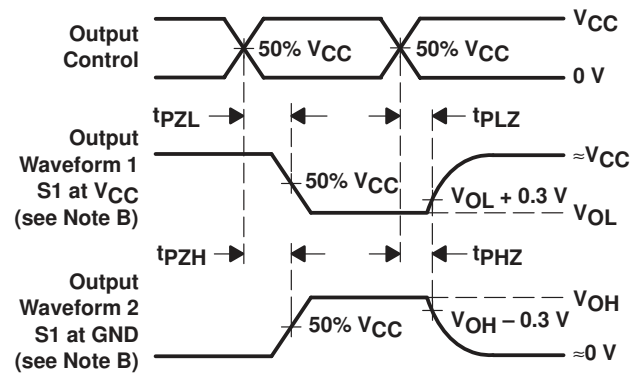 Output
Control
50% VCC
50% VCC
VCC
0 V
tPZL
tPLZ
Output
Waveform 1
S1 at VCC
(see Note B)
50% VCC
≈VCC
VOL + 0.3 V
VOL
tPZH
tPHZ
Output
Waveform 2
S1 at GND
(see Note B)
50% VCC
VOH
VOH − 0.3 V
≈0 V